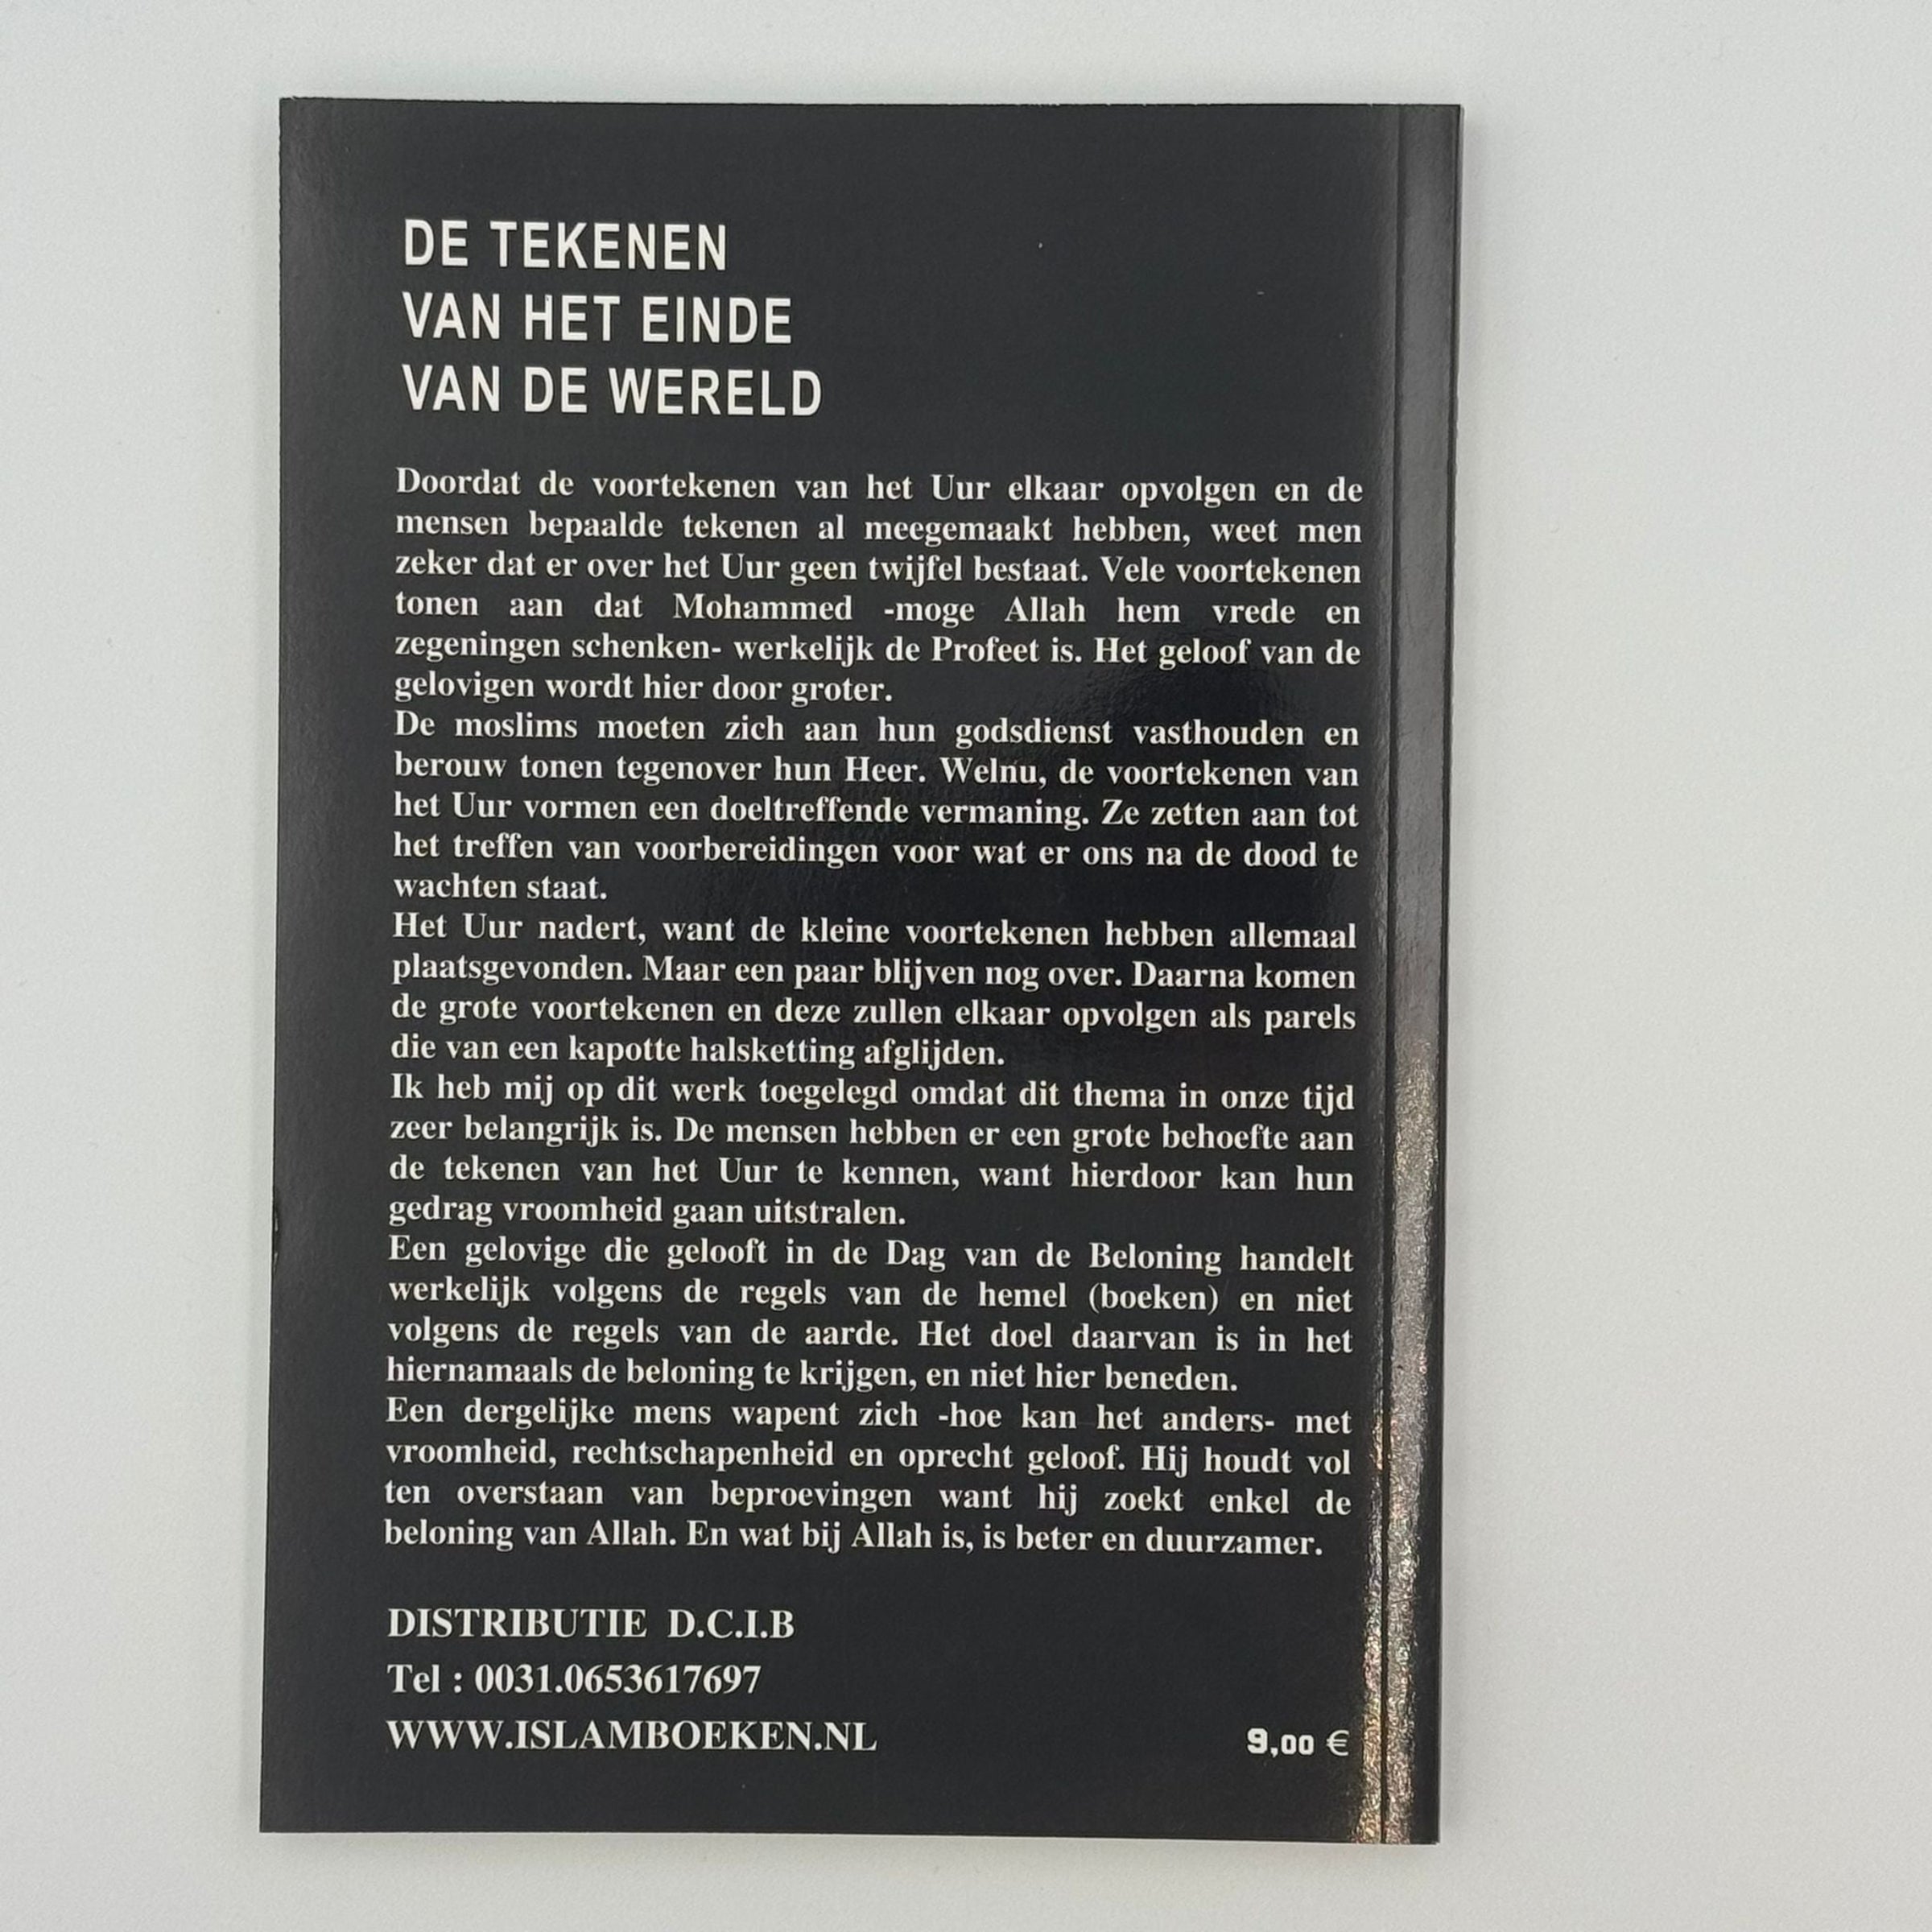 DE TEKENEN
VAN HET EINDE
VAN DE WERELD
Doordat de voortekenen van het Uur elkaar opvolgen en de
mensen bepaalde tekenen al meegemaakt hebben, weet men
zeker dat er over het Uur geen twijfel bestaat. Vele voortekenen
tonen aan dat Mohammed -moge Allah hem vrede en
zegeningen schenken- werkelijk de Profeet is. Het geloof van de
gelovigen wordt hier door groter.
De moslims moeten zich aan hun godsdienst vasthouden en
berouw tonen tegenover hun Heer. Welnu, de voortekenen van
het Uur vormen een doeltreffende vermaning. Ze zetten aan tot
het treffen van voorbereidingen voor wat er ons na de dood te
wachten staat.
Het Uur nadert, want de kleine voortekenen hebben allemaal
plaatsgevonden. Maar een paar blijven nog over. Daarna komen
de grote voortekenen en deze zullen elkaar opvolgen als parels
die van een kapotte halsketting afglijden.
Ik heb mij op dit werk toegelegd omdat dit thema in onze tijd
zeer belangrijk is. De mensen hebben er een grote behoefte aan
de tekenen van het Uur te kennen, want hierdoor kan hun
gedrag vroomheid gaan uitstralen.
Een gelovige die gelooft in de Dag van de Beloning handelt
werkelijk volgens de regels van de hemel (boeken) en niet
volgens de regels van de aarde. Het doel daarvan is in het
hiernamaals de beloning te krijgen, en niet hier beneden.
Een dergelijke mens wapent zich -hoe kan het anders- met
vroomheid, rechtschapenheid en oprecht geloof. Hij houdt vol
ten overstaan van beproevingen want hij zoekt enkel de
beloning van Allah. En wat bij Allah is, is beter en duurzamer.
DISTRIBUTIE D.C.I.B
Tel : 0031.0653617697
WWW.ISLAMBOEKEN.NL
9,00 €